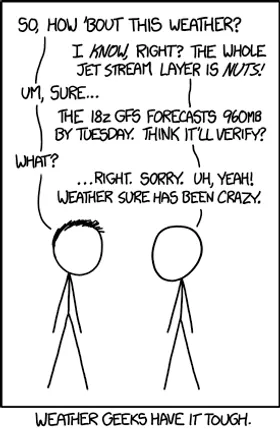 SO, HOW 'BOUT THIS WEATHER?
I KNOW, RIGHT? THE WHOLE
JET STREAM LAYER IS NUTS!
UM, SURE...
THE 18Z GFS FORECASTS 960MB
BY TUESDAY. THINK IT'LL VERIFY?
WHAT?
...RIGHT. SORRY. UH, YEAH!
WEATHER SURE HAS BEEN CRAZY.
WEATHER GEEKS HAVE IT TOUGH.